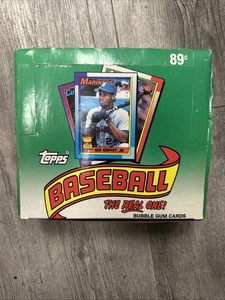 89¢
MARINERS
KEN GRIFFEY, JR.
Topps
BASEBALL
THE REAL ONE!
BUBBLE GUM CARDS